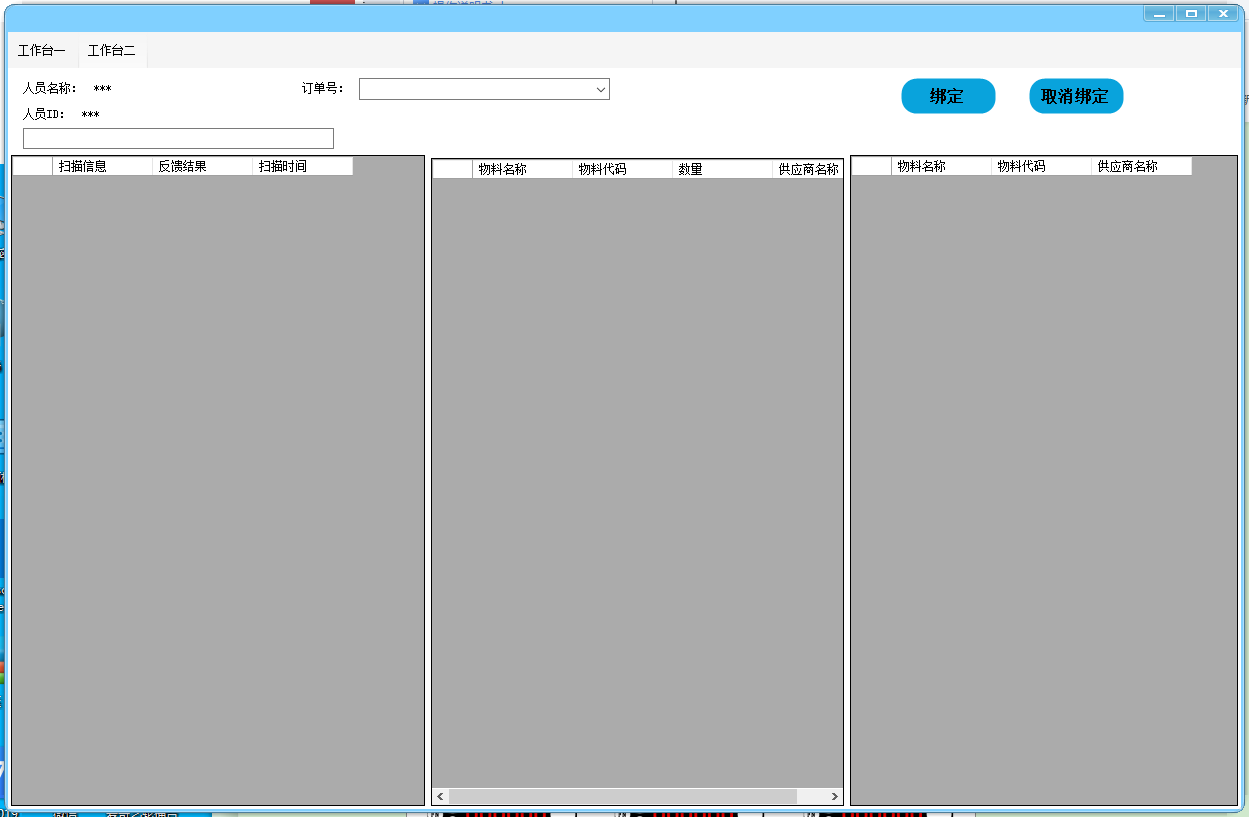 工作台一 工作台二
人员名称： *** 订单号： 绑定 取消绑定
人员ID： ***
扫描信息 反馈结果 扫描时间
物料名称 物料代码 数量 供应商名称
物料名称 物料代码 供应商名称